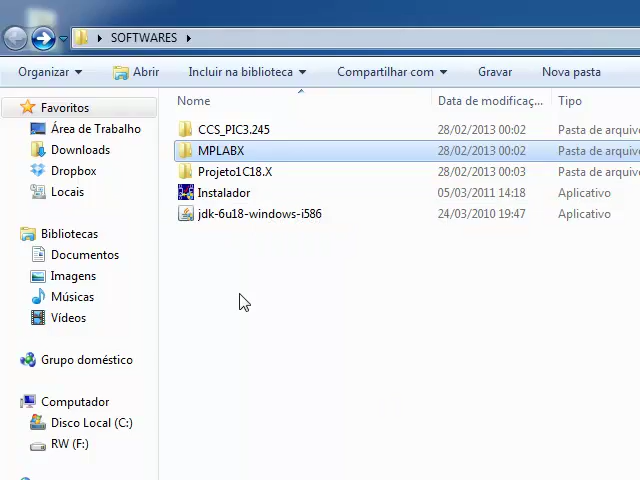 SOFTWARES
Organizar Abrir Incluir na biblioteca Compartilhar com Gravar Nova pasta
Favoritos
Área de Trabalho
Downloads
Dropbox
Locais
Bibliotecas
Documentos
Imagens
Músicas
Vídeos
Grupo doméstico
Computador
Disco Local (C:)
RW (F:)
Nome Data de modificaç... Tipo
CCS_PIC3.245 28/02/2013 00:02 Pasta de arquivo
MPLABX 28/02/2013 00:02 Pasta de arquivo
Projeto1C18.X 28/02/2013 00:03 Pasta de arquivo
Instalador 05/03/2011 14:18 Aplicativo
jdk-6u18-windows-i586 24/03/2010 19:47 Aplicativo